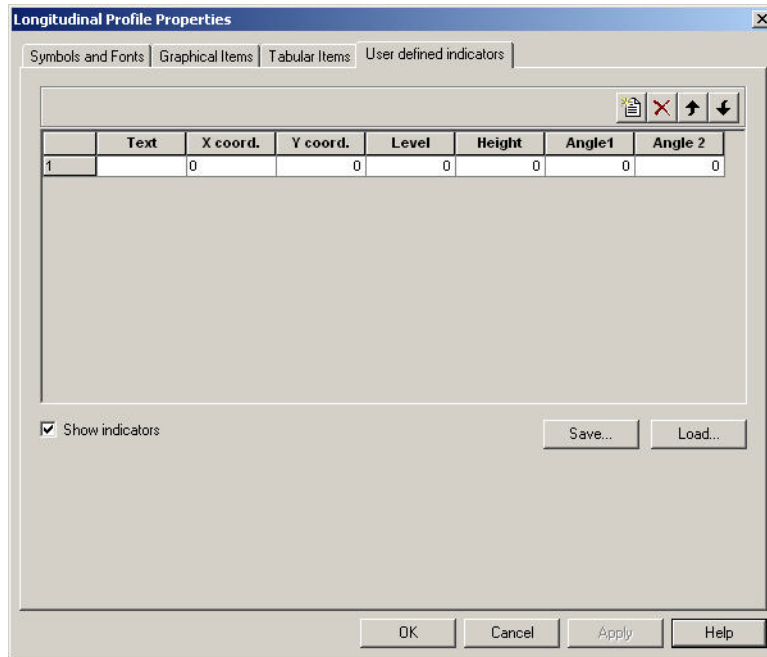 Longitudinal Profile Properties
Symbols and Fonts Graphical Items Tabular Items User defined indicators
Text X coord. Y coord. Level Height Angle1 Angle 2
1 0 0 0 0 0 0
Show indicators Save... Load...
OK Cancel Apply Help